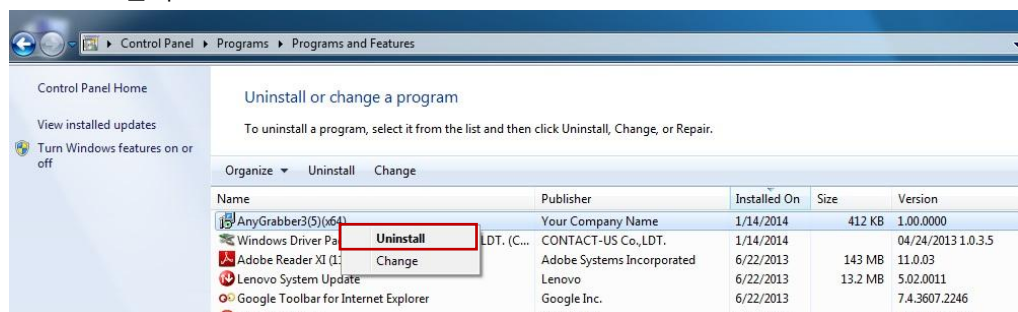 Control Panel ▸ Programs ▸ Programs and Features
Control Panel Home
View installed updates
Turn Windows features on or
off
Uninstall or change a program
To uninstall a program, select it from the list and then click Uninstall, Change, or Repair.
Organize Uninstall Change
Name Publisher Installed On Size Version
AnyGrabber3(5)(x64) Your Company Name 1/14/2014 412 KB 1.00.0000
Windows Driver Pa LDT. (C... CONTACT-US Co.,LDT. 1/14/2014 04/24/2013 1.0.3.5
Adobe Reader XI (1 Adobe Systems Incorporated 6/22/2013 143 MB 11.0.03
Lenovo System Update Lenovo 6/22/2013 13.2 MB 5.02.0011
Google Toolbar for Internet Explorer Google Inc. 6/22/2013 7.4.3607.2246
Uninstall
Change